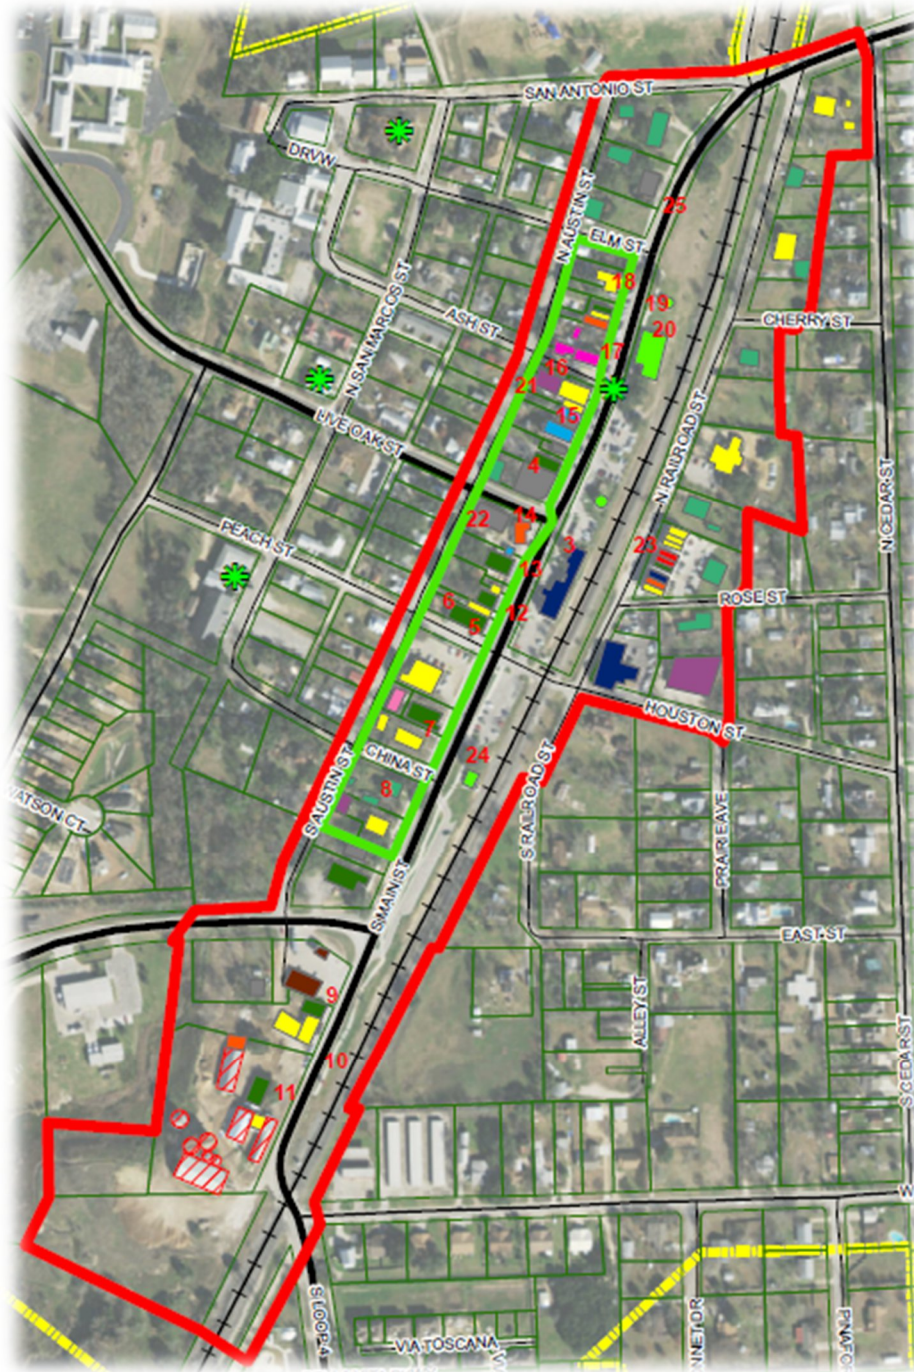 SAN ANTONIO ST
DRVW
N AUSTIN ST
25
ELM ST
18
19
N SAN MARCOS ST
ASH ST
CHERRY ST
20
17
16
21
15
N RAILROAD ST
LIVE OAK ST
4
N CEDAR ST
22
14
PEACH ST
3
23
13
6
12
5
ROSE ST
HOUSTON ST
7
CHINA ST
24
8
S AUSTIN ST
WATSON CT
S RAILROAD ST
PRAIRIE AVE
S MAIN ST
EAST ST
9
ALLEY ST
10
11
S CEDAR ST
W
S LOOP 4
VIA TOSCANA